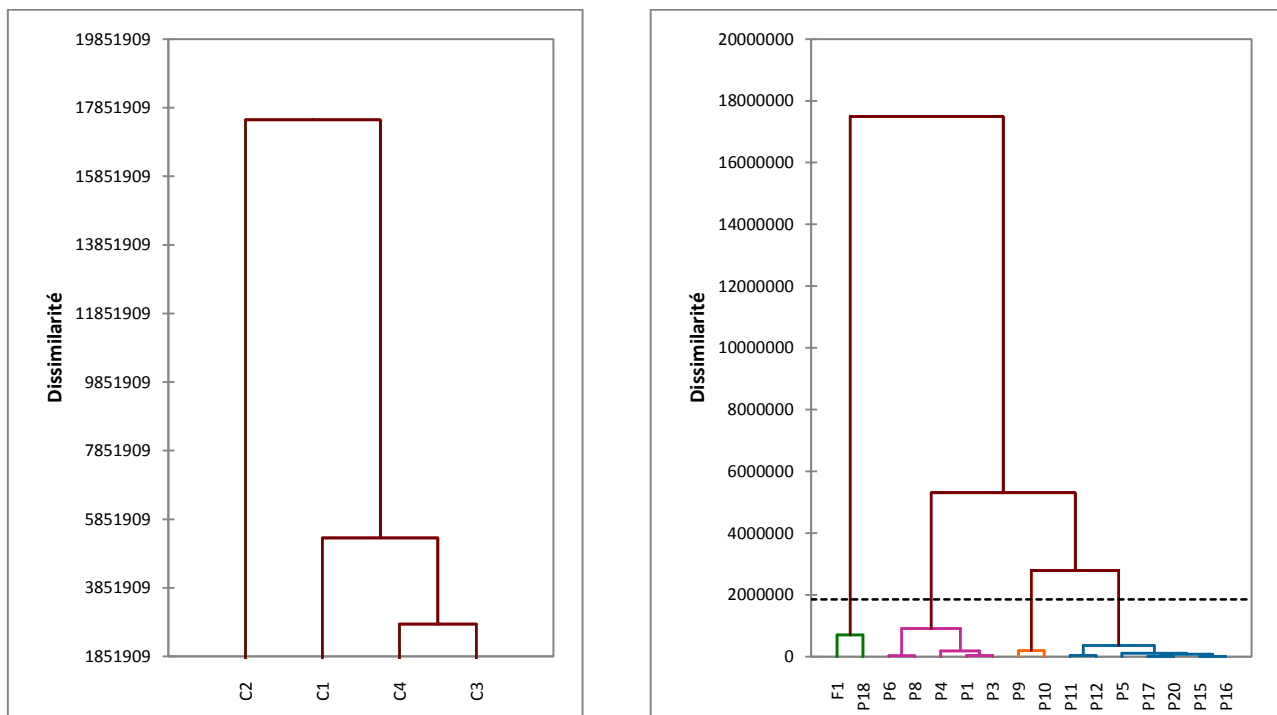 Dissimilarité
19851909
17851909
15851909
13851909
11851909
9851909
7851909
5851909
3851909
1851909
C2
C1
C4
C3
Dissimilarité
20000000
18000000
16000000
14000000
12000000
10000000
8000000
6000000
4000000
2000000
0
F1
P18
P6
P8
P4
P1
P3
P9
P10
P11
P12
P5
P17
P20
P15
P16